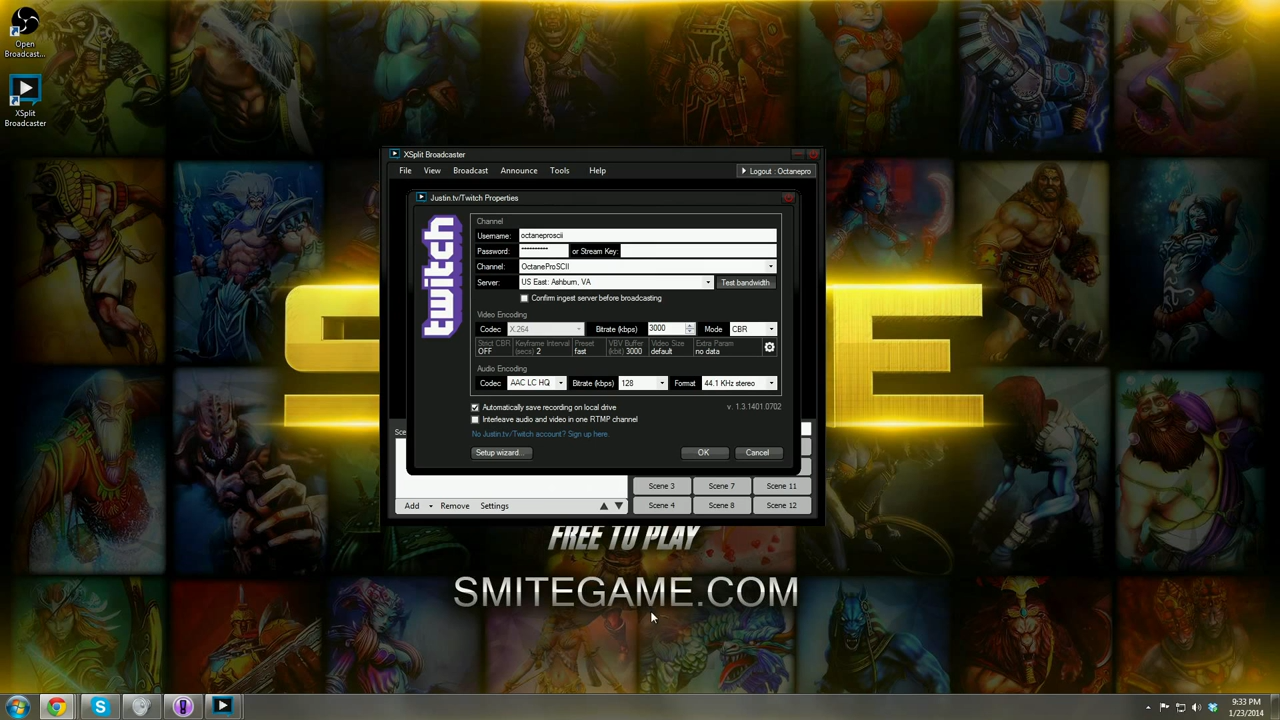 Open
Broadcast...
XSplit
Broadcaster
XSplit Broadcaster
File View Broadcast Announce Tools Help Logout : Octanepro
Justin.tv/Twitch Properties
twitch
Channel
Username: octaneproscii
Password: ********** or Stream Key:
Channel: OctaneProSCII
Server: US East: Ashburn, VA Test bandwidth
Confirm ingest server before broadcasting
Video Encoding
Codec X.264 Bitrate (kbps) 3000 Mode CBR
Strict CBR Keyframe Interval Preset VBV Buffer Video Size Extra Param
OFF (secs) 2 fast (kbit) 3000 default no data
Audio Encoding
Codec AAC LC HQ Bitrate (kbps) 128 Format 44.1 KHz stereo
Automatically save recording on local drive v. 1.3.1401.0702
Interleave audio and video in one RTMP channel
No Justin.tv/Twitch account? Sign up here.
Setup wizard... OK Cancel
Sce
Scene 3 Scene 7 Scene 11
Add Remove Settings Scene 4 Scene 8 Scene 12
S E
FREE TO PLAY
SMITEGAME.COM
9:33 PM
1/23/2014